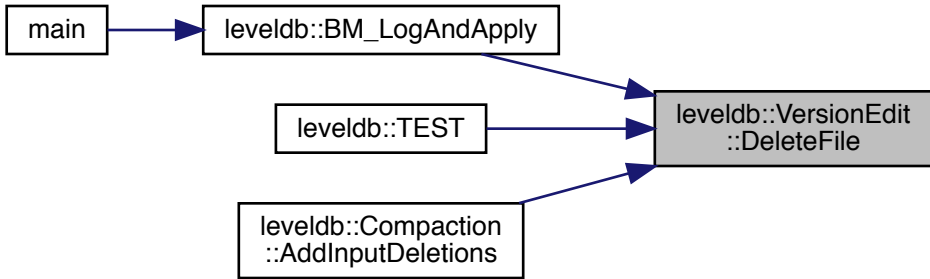 main
leveldb::BM_LogAndApply
leveldb::VersionEdit
::DeleteFile
leveldb::TEST
leveldb::Compaction
::AddInputDeletions